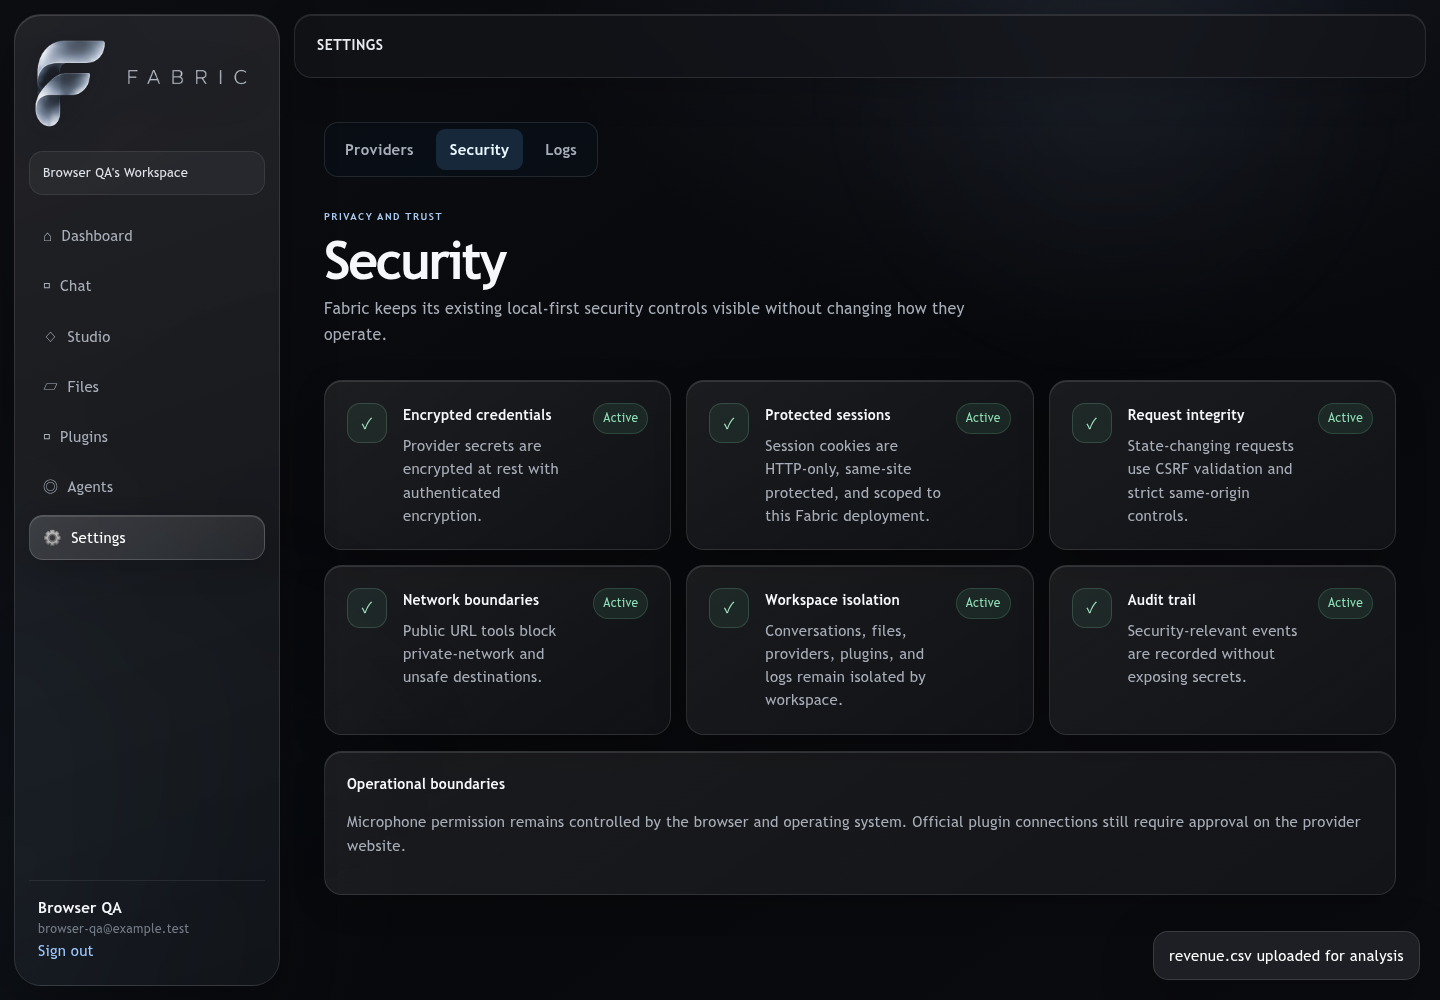 FABRIC
SETTINGS
Browser QA's Workspace
Dashboard
Chat
Studio
Files
Plugins
Agents
Settings
Browser QA
browser-qa@example.test
Sign out
Providers
Security
Logs
PRIVACY AND TRUST
Security
Fabric keeps its existing local-first security controls visible without changing how they
operate.
Encrypted credentials
Active
Provider secrets are
encrypted at rest with
authenticated
encryption.
Protected sessions
Active
Session cookies are
HTTP-only, same-site
protected, and scoped to
this Fabric deployment.
Request integrity
Active
State-changing requests
use CSRF validation and
strict same-origin
controls.
Network boundaries
Active
Public URL tools block
private-network and
unsafe destinations.
Workspace isolation
Active
Conversations, files,
providers, plugins, and
logs remain isolated by
workspace.
Audit trail
Active
Security-relevant events
are recorded without
exposing secrets.
Operational boundaries
Microphone permission remains controlled by the browser and operating system. Official plugin connections still require approval on the provider
website.
revenue.csv uploaded for analysis